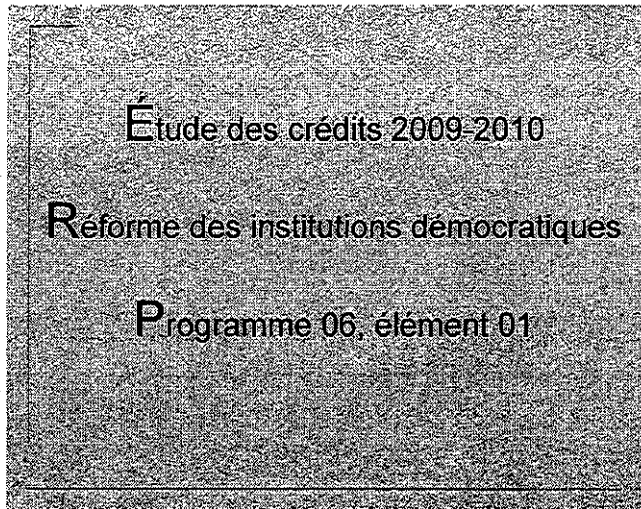 Étude des crédits 2009-2010
Réforme des institutions démocratiques
Programme 06, élément 01